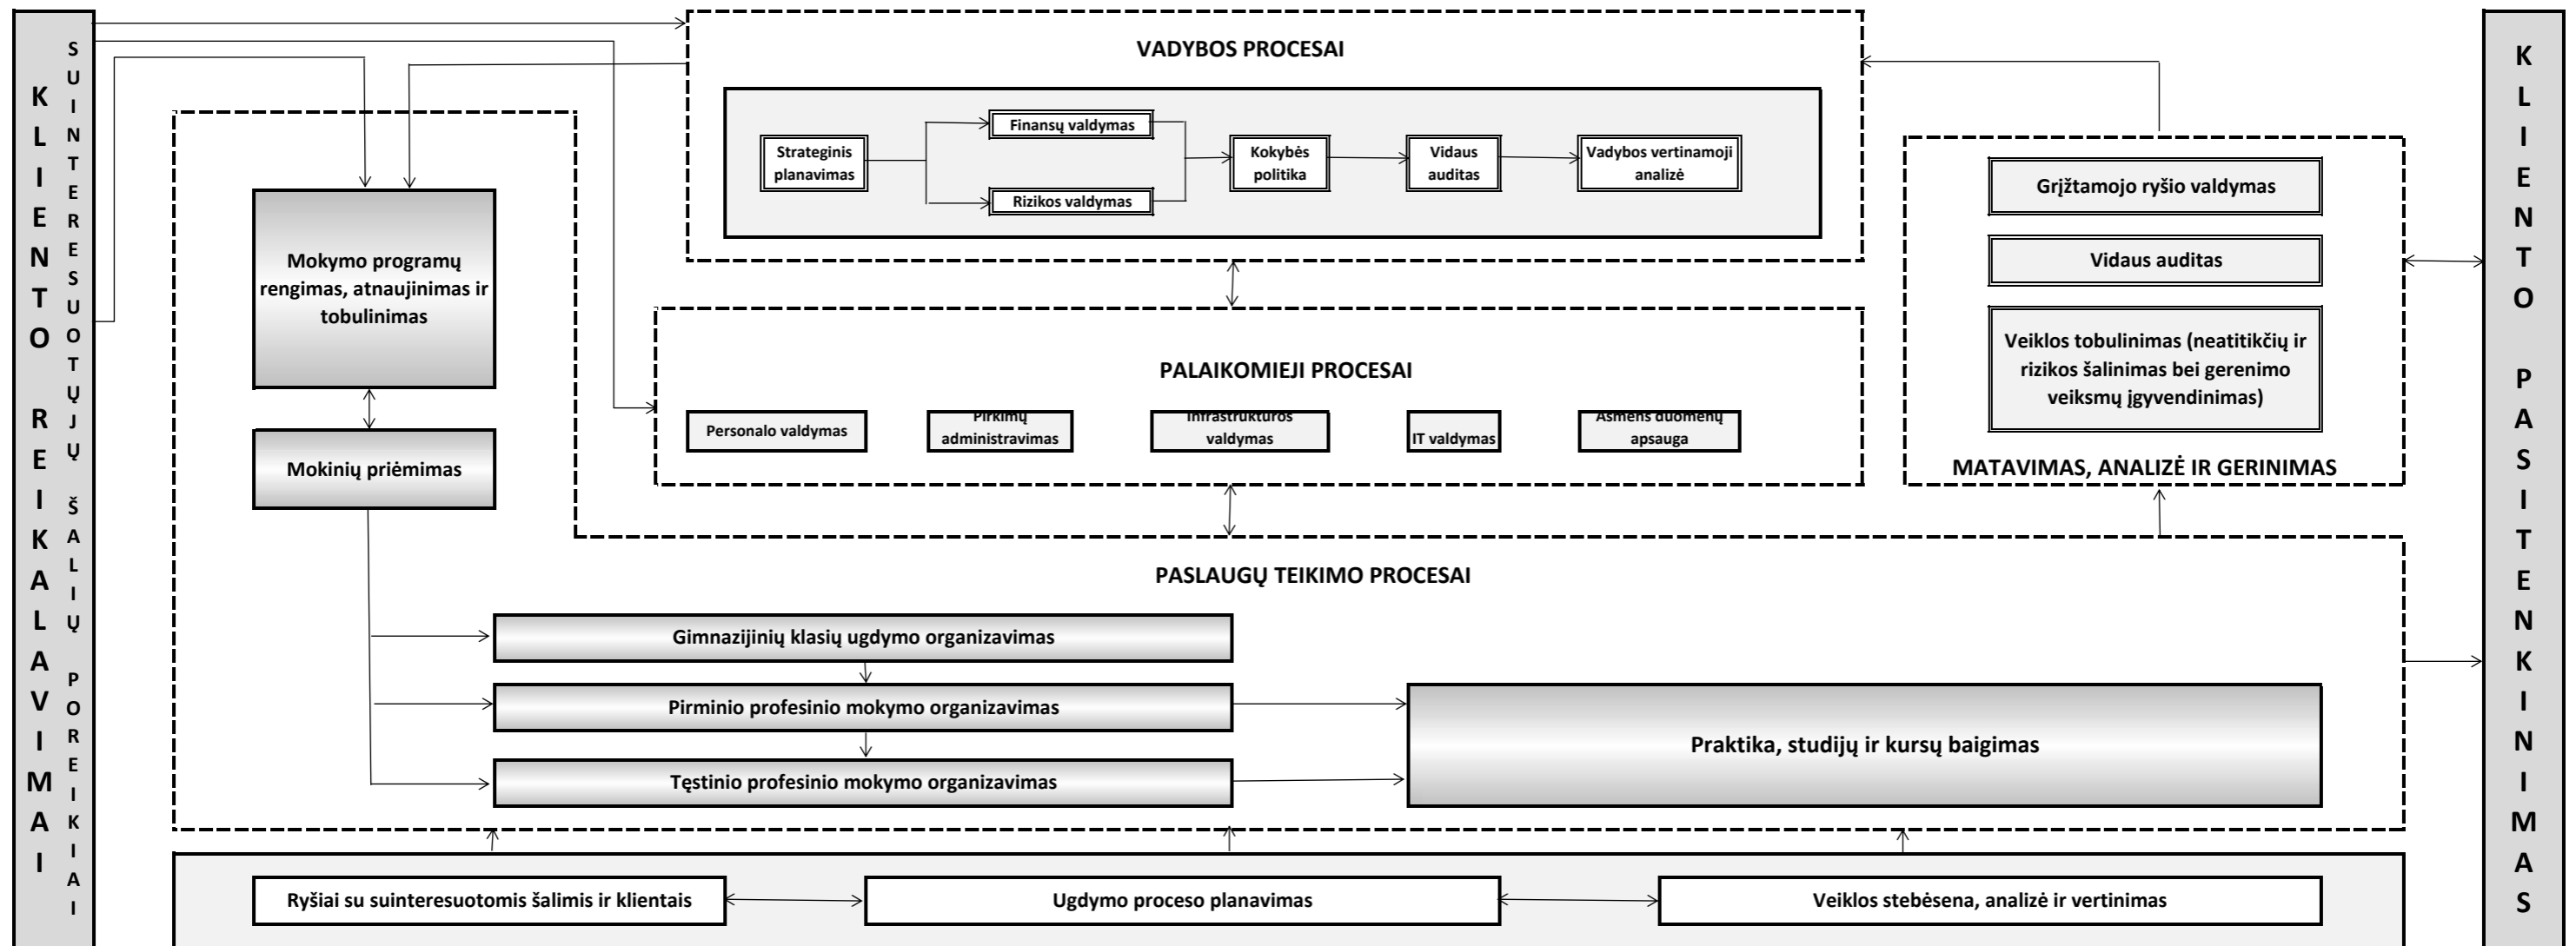 KLIENTO REIKALAVIMAI
SUINTERESUOTŲJŲ ŠALIŲ POREIKIAI
VADYBOS PROCESAI
Strateginis
planavimas
Finansų valdymas
Rizikos valdymas
Kokybės
politika
Vidaus
auditas
Vadybos vertinamoji
analizė
Mokymo programų
rengimas, atnaujinimas ir
tobulinimas
Mokinių priėmimas
PALAIKOMIEJI PROCESAI
Personalo valdymas
Pirkimų
administravimas
Infrastruktūros
valdymas
IT valdymas
Asmens duomenų
apsauga
Grįžtamojo ryšio valdymas
Vidaus auditas
Veiklos tobulinimas (neatitikčių ir
rizikos šalinimas bei gerenimo
veiksmų įgyvendinimas)
MATAVIMAS, ANALIZĖ IR GERINIMAS
PASLAUGŲ TEIKIMO PROCESAI
Gimnazijinių klasių ugdymo organizavimas
Pirminio profesinio mokymo organizavimas
Tęstinio profesinio mokymo organizavimas
Praktika, studijų ir kursų baigimas
Ryšiai su suinteresuotomis šalimis ir klientais
Ugdymo proceso planavimas
Veiklos stebėsena, analizė ir vertinimas
KLIENTO PASITENKINIMAS